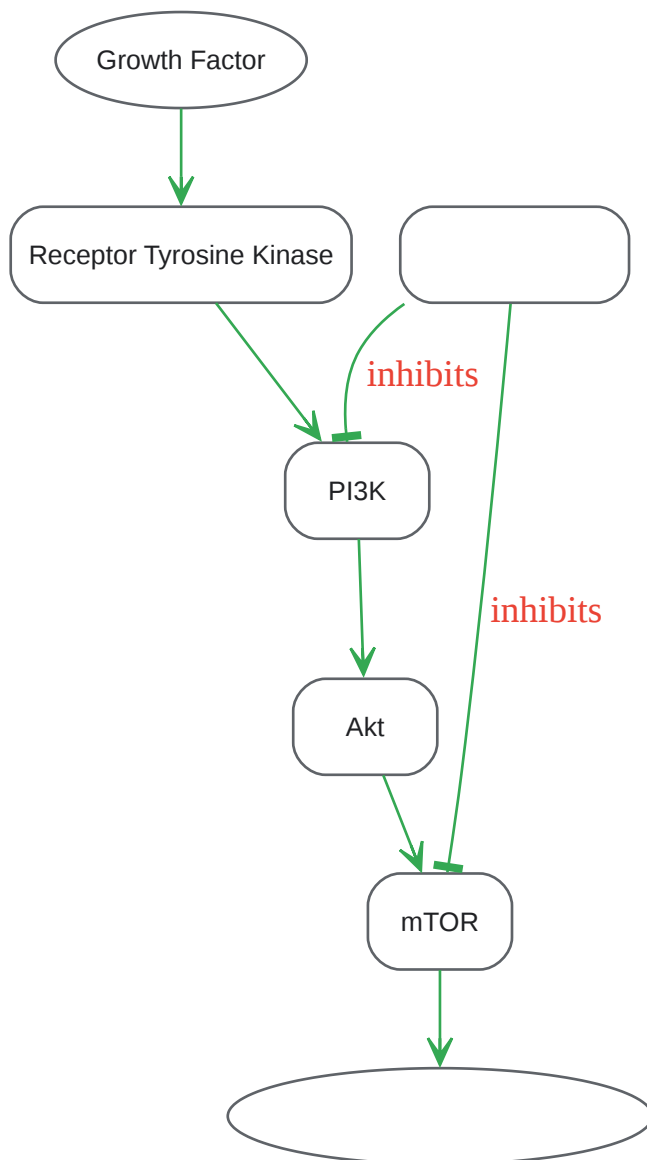 Growth Factor
Receptor Tyrosine Kinase
inhibits
PI3K
inhibits
Akt
mTOR